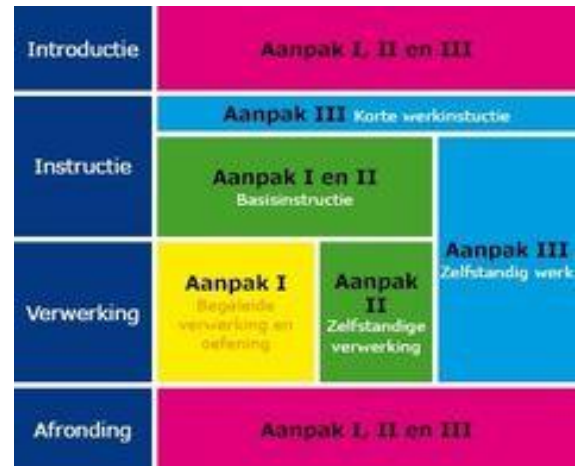 Introductie
Aanpak I, II en III
Aanpak III Korte werkinstuctie
Instructie
Aanpak I en II
Basisinstructie
Aanpak III
Zelfstandig werk
Verwerking
Aanpak I
Begeleide
verwerking en
oefening
Aanpak
II
Zelfstandige
verwerking
Afronding
Aanpak I, II en III